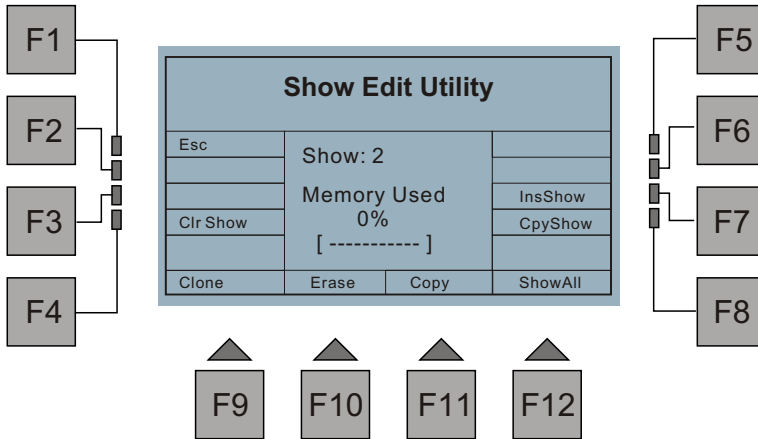 F1
F2
F3
F4
Show Edit Utility
Esc
Show: 2
Memory Used
InsShow
Clr Show
0%
CpyShow
[ ----------- ]
Clone
Erase
Copy
ShowAll
F5
F6
F7
F8
F9
F10
F11
F12